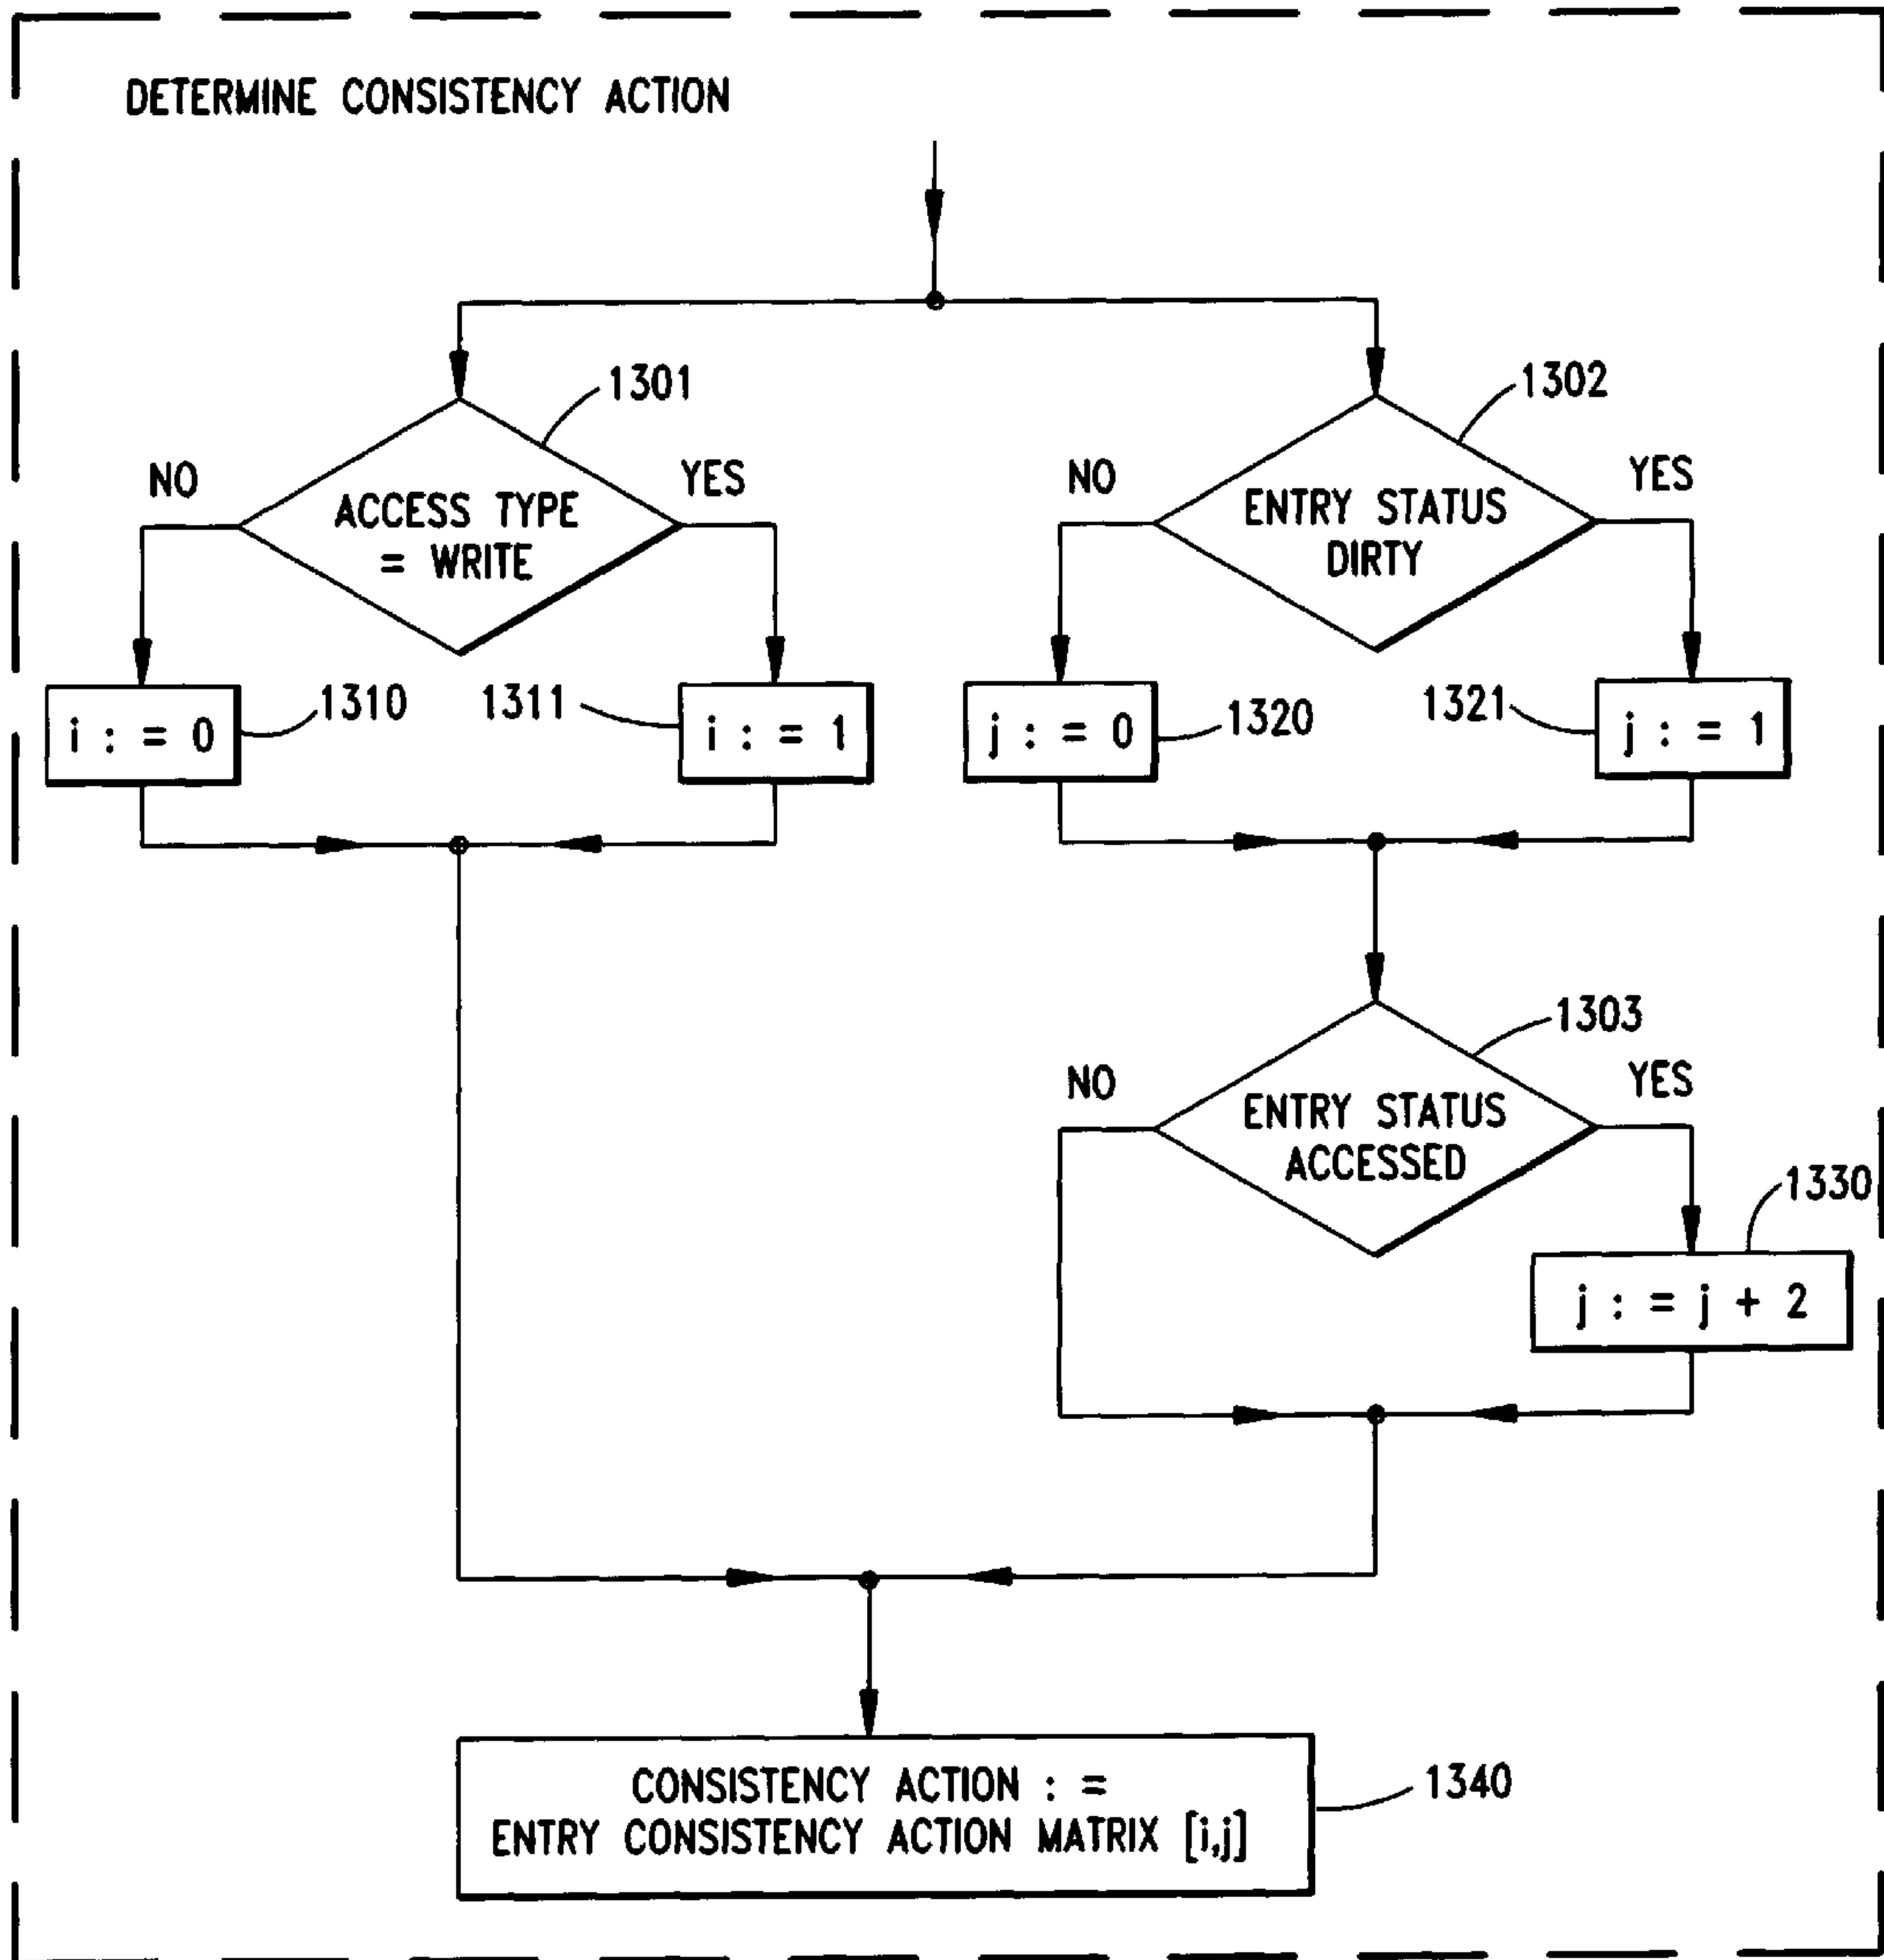 DETERMINE CONSISTENCY ACTION
1301
1302
NO
YES
NO
YES
ACCESS TYPE
= WRITE
ENTRY STATUS
DIRTY
i : = 0
1310
1311
i : = 1
j : = 0
1320
1321
j : = 1
1303
NO
YES
ENTRY STATUS
ACCESSED
1330
j : = j + 2
CONSISTENCY ACTION : =
ENTRY CONSISTENCY ACTION MATRIX [i,j]
1340